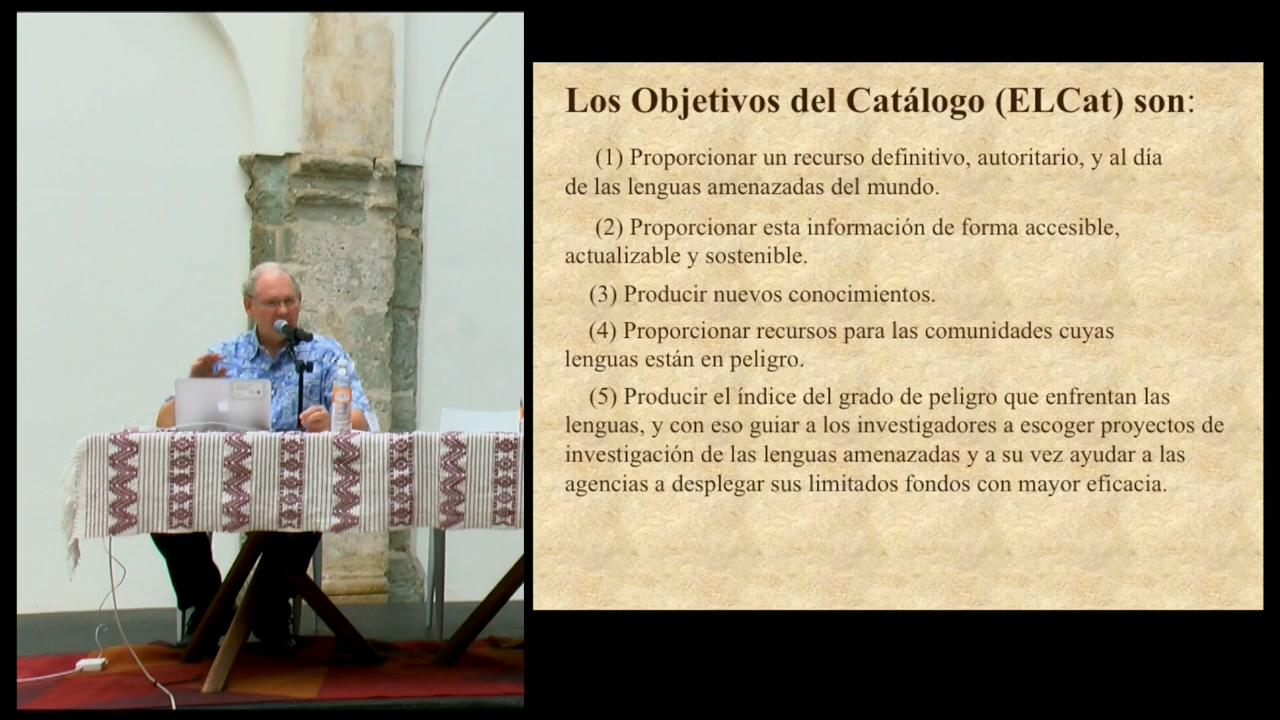 Los Objetivos del Catálogo (ELCat) son:
(1) Proporcionar un recurso definitivo, autoritario, y al día
de las lenguas amenazadas del mundo.
(2) Proporcionar esta información de forma accesible,
actualizable y sostenible.
(3) Producir nuevos conocimientos.
(4) Proporcionar recursos para las comunidades cuyas
lenguas están en peligro.
(5) Producir el índice del grado de peligro que enfrentan las
lenguas, y con eso guiar a los investigadores a escoger proyectos de
investigación de las lenguas amenazadas y a su vez ayudar a las
agencias a desplegar sus limitados fondos con mayor eficacia.